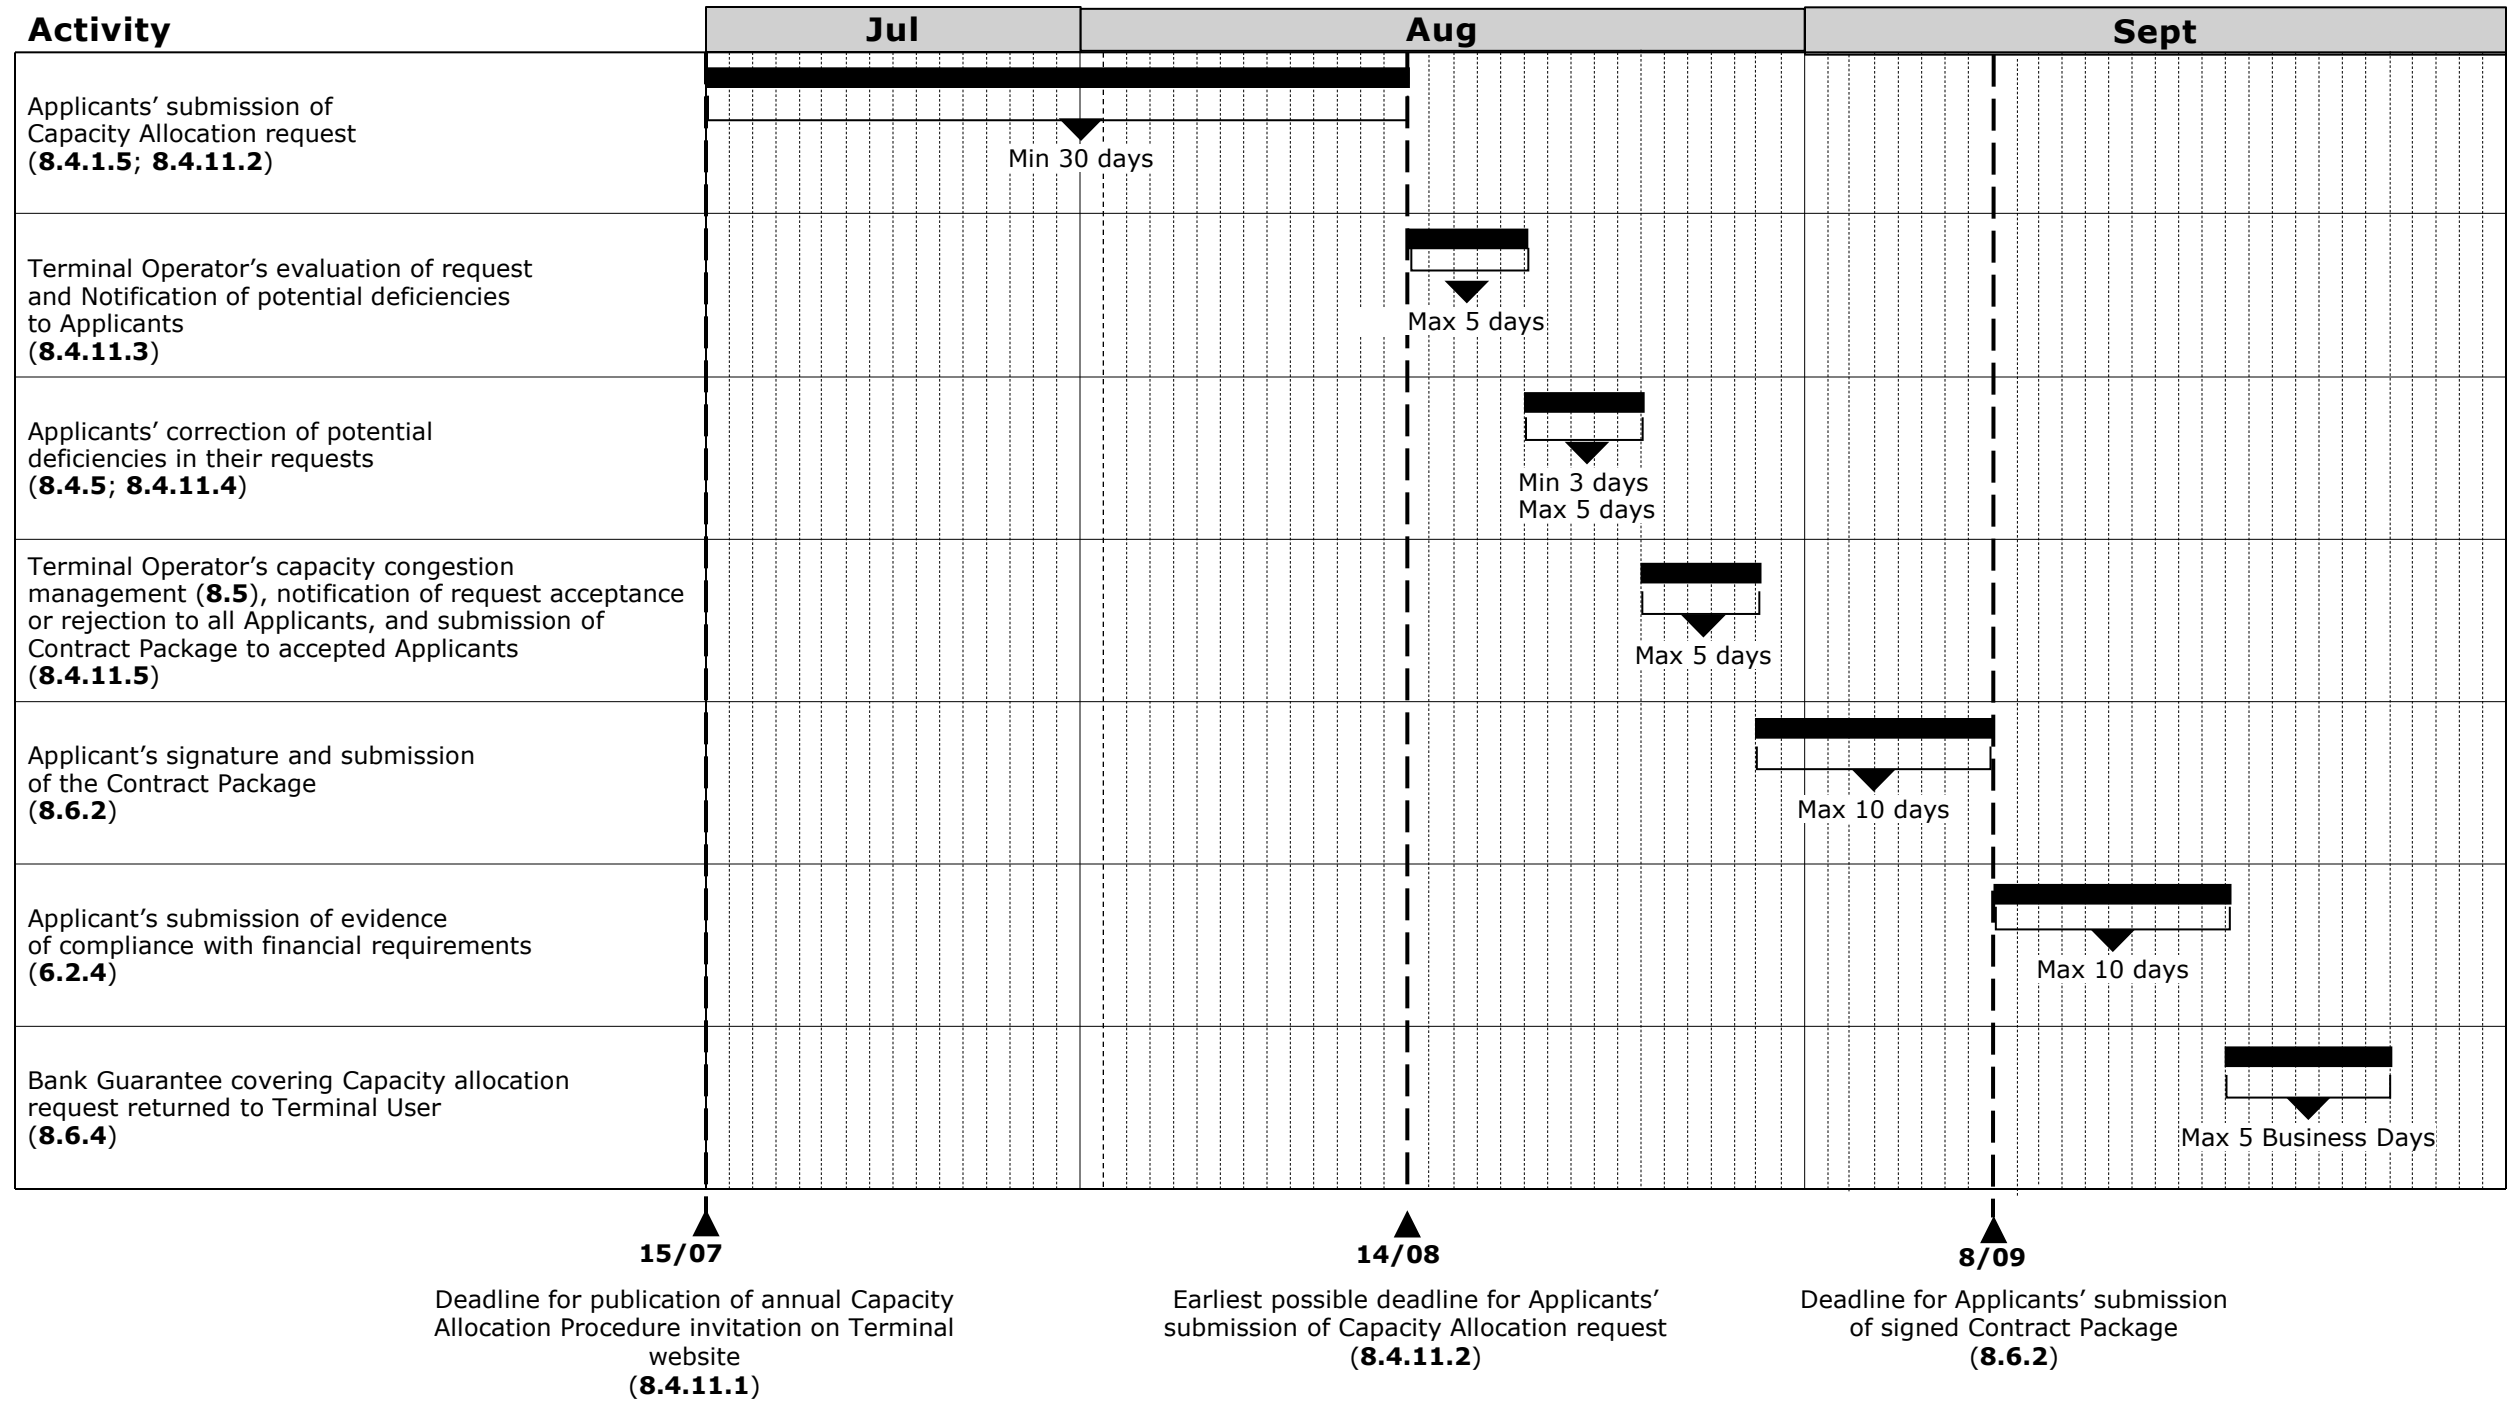 Activity
Jul
Aug
Sept
Applicants’ submission of
Capacity Allocation request
(8.4.1.5; 8.4.11.2)
Min 30 days
Terminal Operator’s evaluation of request
and Notification of potential deficiencies
to Applicants
(8.4.11.3)
Max 5 days
Applicants’ correction of potential
deficiencies in their requests
(8.4.5; 8.4.11.4)
Min 3 days
Max 5 days
Terminal Operator’s capacity congestion
management (8.5), notification of request acceptance
or rejection to all Applicants, and submission of
Contract Package to accepted Applicants
(8.4.11.5)
Max 5 days
Applicant’s signature and submission
of the Contract Package
(8.6.2)
Max 10 days
Applicant’s submission of evidence
of compliance with financial requirements
(6.2.4)
Max 10 days
Bank Guarantee covering Capacity allocation
request returned to Terminal User
(8.6.4)
Max 5 Business Days
15/07
Deadline for publication of annual Capacity
Allocation Procedure invitation on Terminal
website
(8.4.11.1)
14/08
Earliest possible deadline for Applicants’
submission of Capacity Allocation request
(8.4.11.2)
8/09
Deadline for Applicants’ submission
of signed Contract Package
(8.6.2)